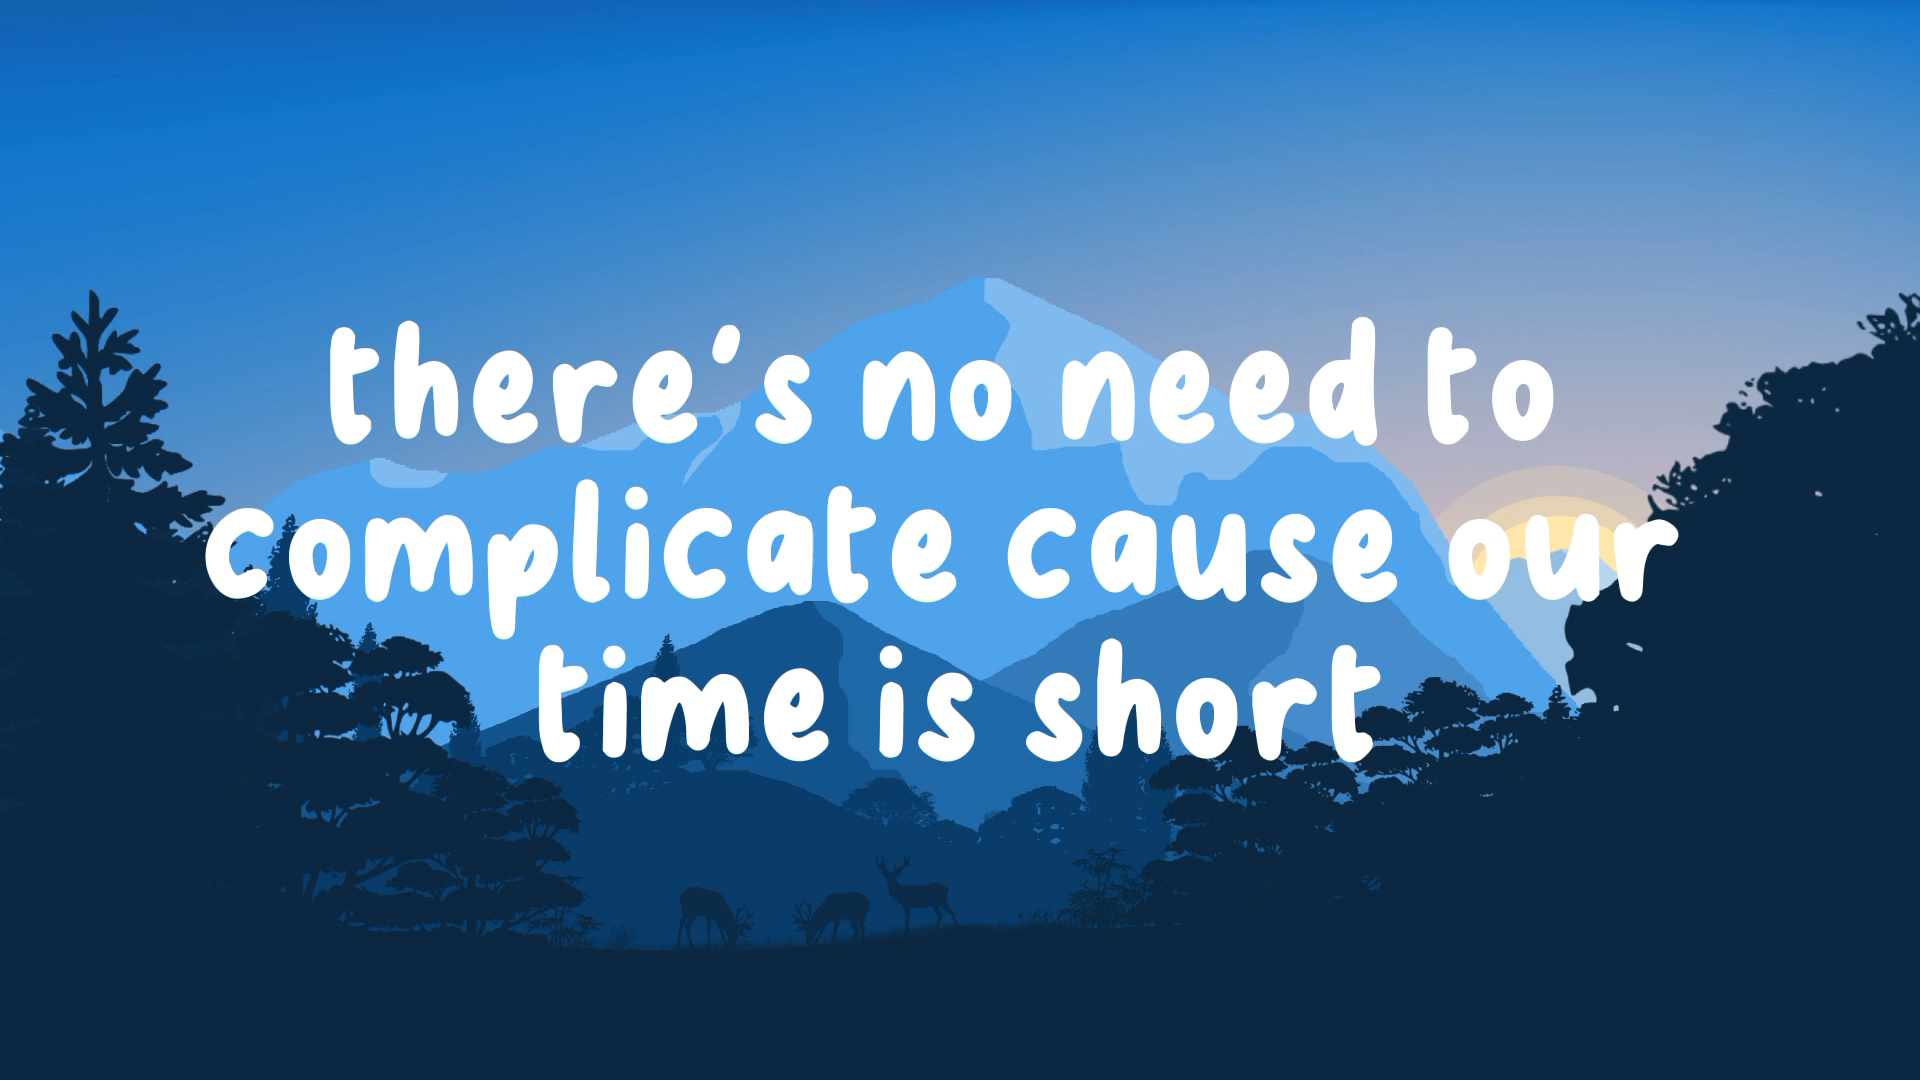 there's no need to
complicate cause our
time is short